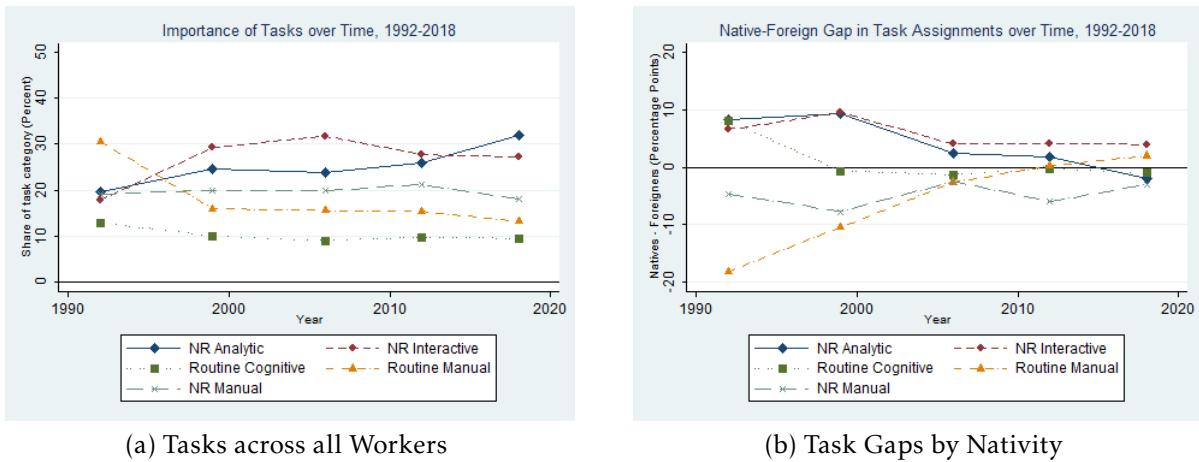 Importance of Tasks over Time, 1992-2018
Share of task category (Percent)
50
40
30
20
10
0
1990 2000 2010 2020
Year
NR Analytic NR Interactive
Routine Cognitive Routine Manual
NR Manual
(a) Tasks across all Workers
Native-Foreign Gap in Task Assignments over Time, 1992-2018
Natives - Foreigners (Percentage Points)
20
10
0
-10
-20
1990 2000 2010 2020
Year
NR Analytic NR Interactive
Routine Cognitive Routine Manual
NR Manual
(b) Task Gaps by Nativity